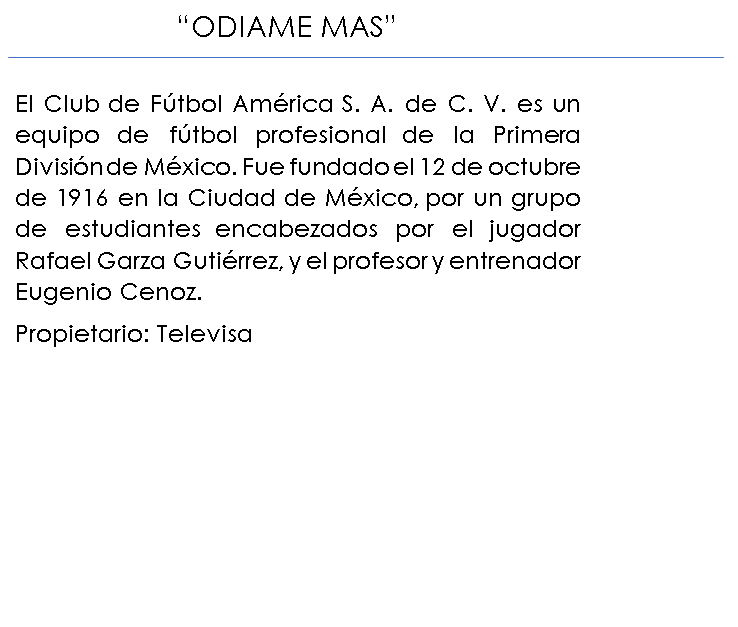 “ODIAME MAS”
El Club de Fútbol América S. A. de C. V. es un
equipo de fútbol profesional de la Primera
División de México. Fue fundado el 12 de octubre
de 1916 en la Ciudad de México, por un grupo
de estudiantes encabezados por el jugador
Rafael Garza Gutiérrez, y el profesor y entrenador
Eugenio Cenoz.
Propietario: Televisa